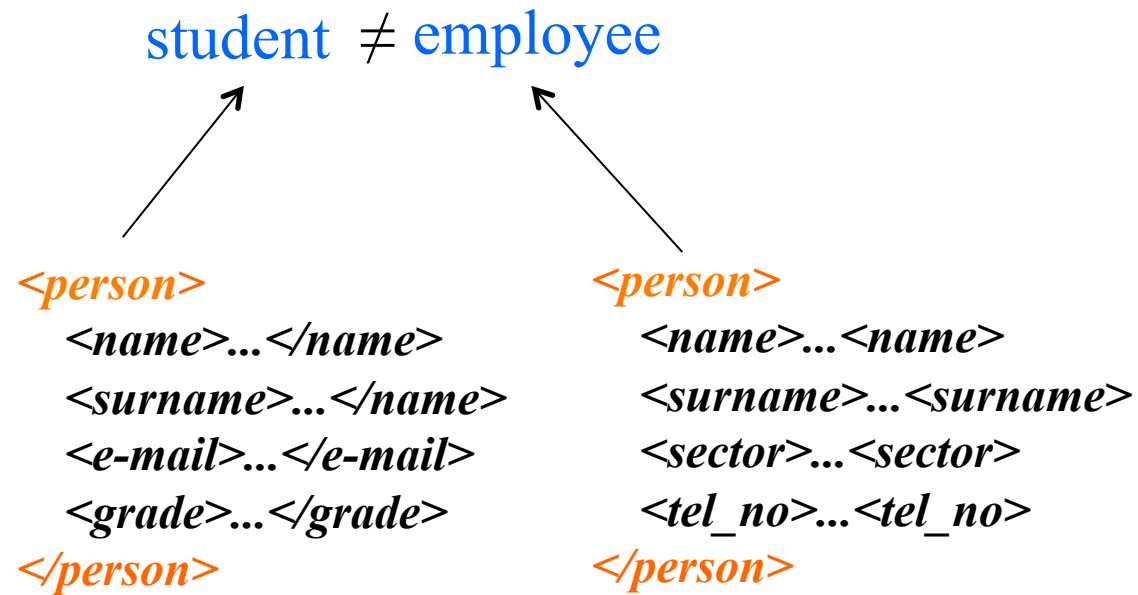 student ≠ employee
<person>
<name>...</name>
<surname>...</name>
<e-mail>...</e-mail>
<grade>...</grade>
</person>
<person>
<name>...<name>
<surname>...<surname>
<sector>...<sector>
<tel_no>...<tel_no>
</person>